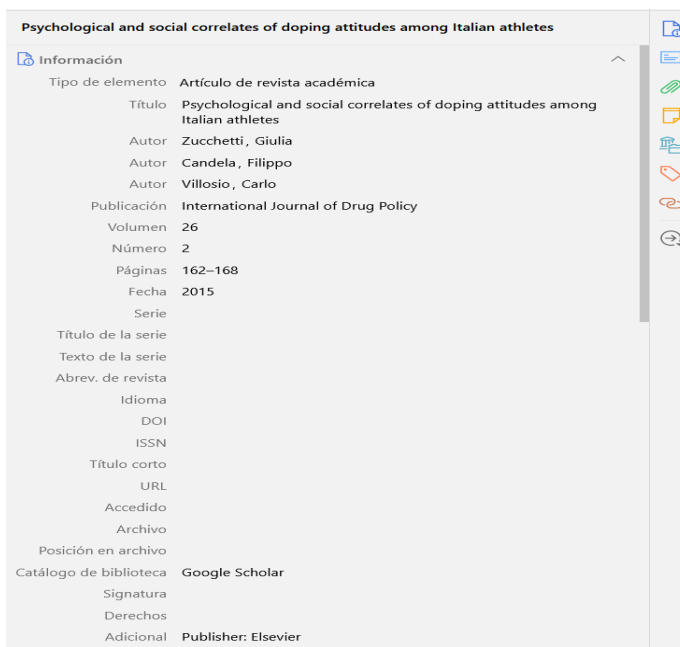 Psychological and social correlates of doping attitudes among Italian athletes
Información
Tipo de elemento Artículo de revista académica
Título Psychological and social correlates of doping attitudes among
Italian athletes
Autor Zucchetti, Giulia
Autor Candela, Filippo
Autor Villosio, Carlo
Publicación International Journal of Drug Policy
Volumen 26
Número 2
Páginas 162–168
Fecha 2015
Serie
Título de la serie
Texto de la serie
Abrev. de revista
Idioma
DOI
ISSN
Título corto
URL
Accedido
Archivo
Posición en archivo
Catálogo de biblioteca Google Scholar
Signatura
Derechos
Adicional Publisher: Elsevier